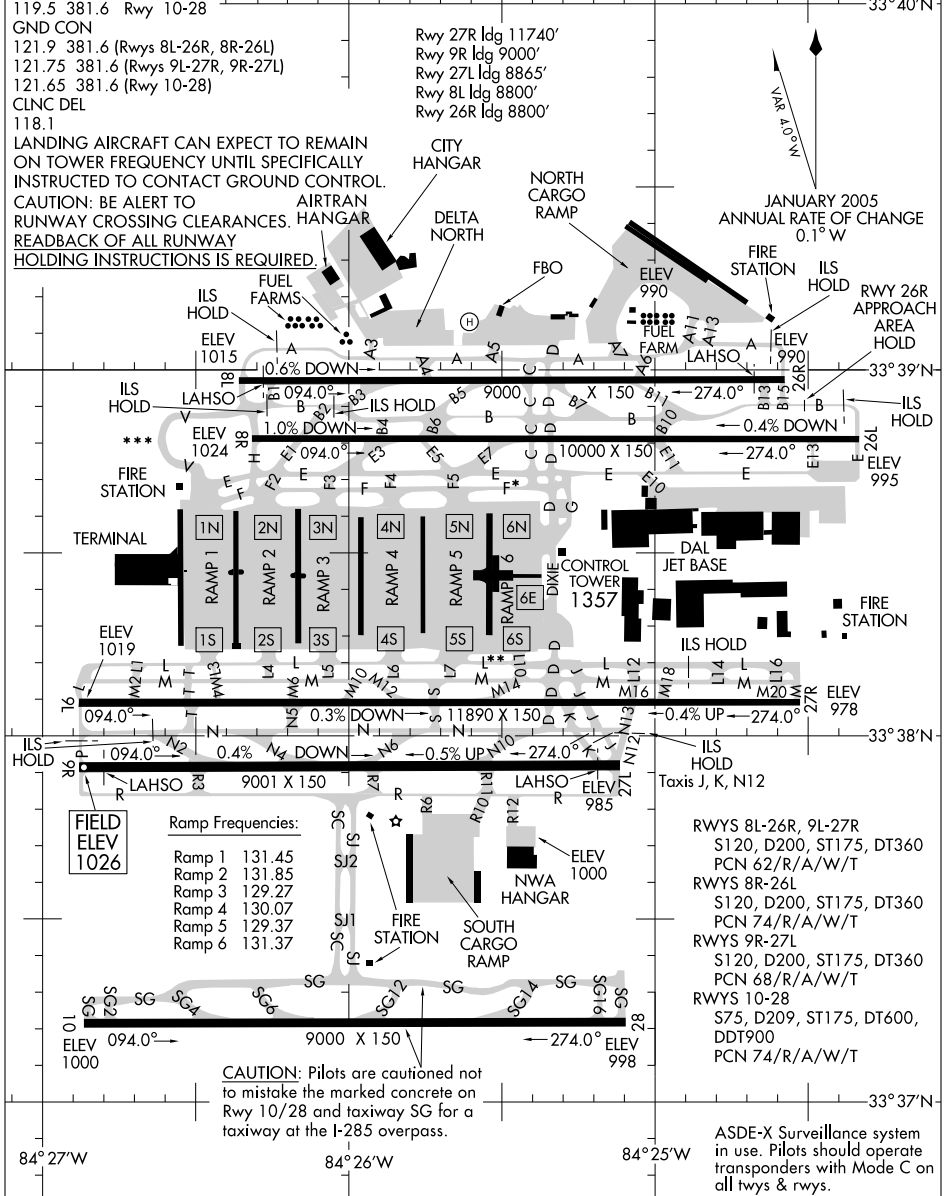 119.5 381.6 Rwy 10-28
GND CON
121.9 381.6 (Rwys 8L-26R, 8R-26L)
121.75 381.6 (Rwys 9L-27R, 9R-27L)
121.65 381.6 (Rwy 10-28)
CLNC DEL
118.1
LANDING AIRCRAFT CAN EXPECT TO REMAIN
ON TOWER FREQUENCY UNTIL SPECIFICALLY
INSTRUCTED TO CONTACT GROUND CONTROL.
CAUTION: BE ALERT TO
RUNWAY CROSSING CLEARANCES.
READBACK OF ALL RUNWAY
HOLDING INSTRUCTIONS IS REQUIRED.
Rwy 27R ldg 11740'
Rwy 9R ldg 9000'
Rwy 27L ldg 8865'
Rwy 8L ldg 8800'
Rwy 26R ldg 8800'
33°40'N
VAR 4.0°W
JANUARY 2005
ANNUAL RATE OF CHANGE
0.1° W
CITY
HANGAR
AIRTRAN
HANGAR
DELTA
NORTH
NORTH
CARGO
RAMP
FBO
H
ELEV
990
FUEL
FARM
FIRE
STATION
ILS
HOLD
RWY 26R
APPROACH
AREA
HOLD
FUEL
FARMS
ILS
HOLD
ELEV
1015
A
A3
A4
A
A5
C
D
A
A7
A6
A11
A13
A
ELEV
990
LAHSO
33°39'N
8L
0.6% DOWN
094.0°
9000 X 150
274.0°
26R
LAHSO
ILS
HOLD
B1
B
B2
B3
ILS HOLD
B4
B5
B6
B
C
C
D
D
B7
B11
B10
B13
B15
B
ILS
HOLD
***
V
V
ELEV
1024
8R
1.0% DOWN
094.0°
10000 X 150
0.4% DOWN
274.0°
26L
ELEV
995
H
E1
E3
E5
E7
C
D
D
E11
E13
E
E
E
F
F2
E
F3
F
F4
F5
F*
E
E10
E
D
G
D
FIRE
STATION
TERMINAL
1N
2N
3N
4N
5N
6N
RAMP 1
RAMP 2
RAMP 3
RAMP 4
RAMP 5
RAMP 6
6E
DIXIE
CONTROL
TOWER
1357
DAL
JET BASE
FIRE
STATION
1S
2S
3S
4S
5S
6S
ELEV
1019
L
M2
L1
L
M
T
T
T
L3
M4
L4
M6
L
M
L5
M10
L6
M12
L7
S
S
L
M
**
M14
L10
D
D
D
L
M
L12
M16
M18
ILS HOLD
L14
L
M
L16
M20
M
9L
094.0°
0.3% DOWN
11890 X 150
0.4% UP
274.0°
27R
ELEV
978
ILS
HOLD
P
N2
N
N4
N5
N
N6
S
S
N
N10
D
D
K
J
J
K
J
N13
N12
33°38'N
ILS
HOLD
Taxis J, K, N12
9R
094.0°
0.4% DOWN
0.5% UP
274.0°
27L
LAHSO
9001 X 150
LAHSO
ELEV
985
R
R3
R7
R
R6
R10
R11
R12
FIELD
ELEV
1026
Ramp Frequencies:
Ramp 1 131.45
Ramp 2 131.85
Ramp 3 129.27
Ramp 4 130.07
Ramp 5 129.37
Ramp 6 131.37
SC
SJ
SJ2
SJ1
SC
SJ
FIRE
STATION
SOUTH
CARGO
RAMP
NWA
HANGAR
ELEV
1000
RWYS 8L-26R, 9L-27R
S120, D200, ST175, DT360
PCN 62/R/A/W/T
RWYS 8R-26L
S120, D200, ST175, DT360
PCN 74/R/A/W/T
RWYS 9R-27L
S120, D200, ST175, DT360
PCN 68/R/A/W/T
RWYS 10-28
S75, D209, ST175, DT600,
DDT900
PCN 74/R/A/W/T
SG
SG2
SG
SG4
SG6
SG
SG12
SG
SG14
SG16
SG
10
094.0°
9000 X 150
274.0°
28
ELEV
1000
ELEV
998
CAUTION: Pilots are cautioned not
to mistake the marked concrete on
Rwy 10/28 and taxiway SG for a
taxiway at the I-285 overpass.
33°37'N
84°27'W
84°26'W
84°25'W
ASDE-X Surveillance system
in use. Pilots should operate
transponders with Mode C on
all twys & rwys.